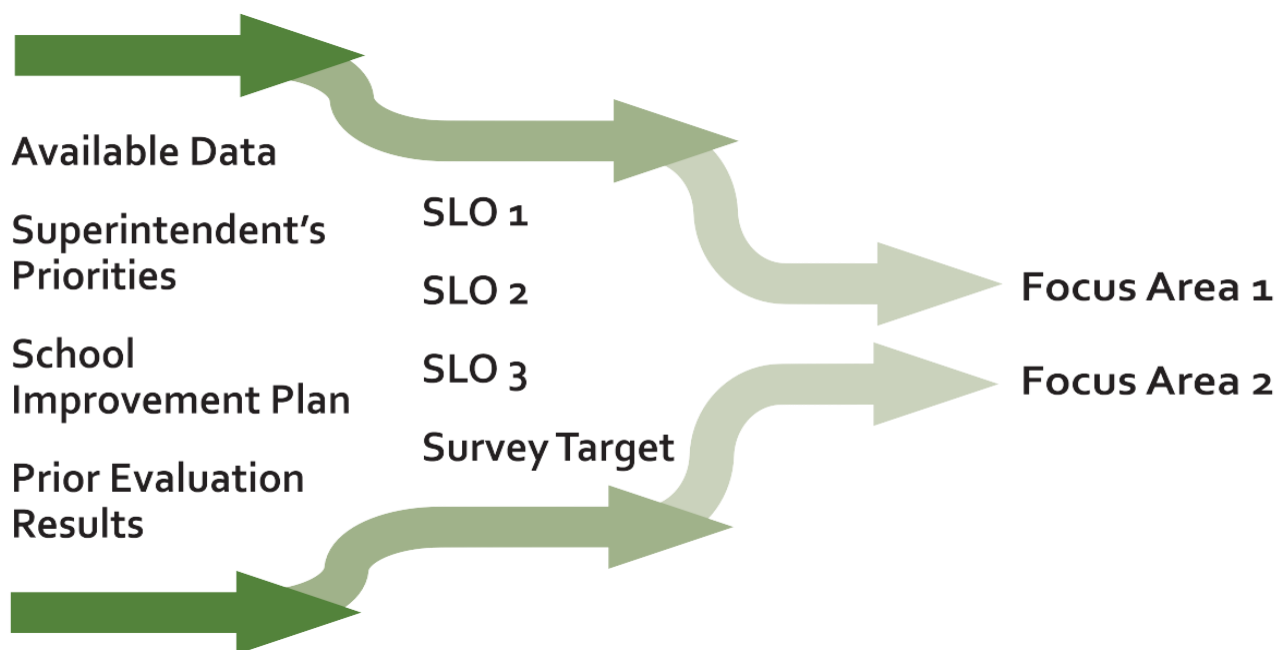 Available Data
Superintendent’s
Priorities
School
Improvement Plan
Prior Evaluation
Results
SLO 1
SLO 2
SLO 3
Survey Target
Focus Area 1
Focus Area 2